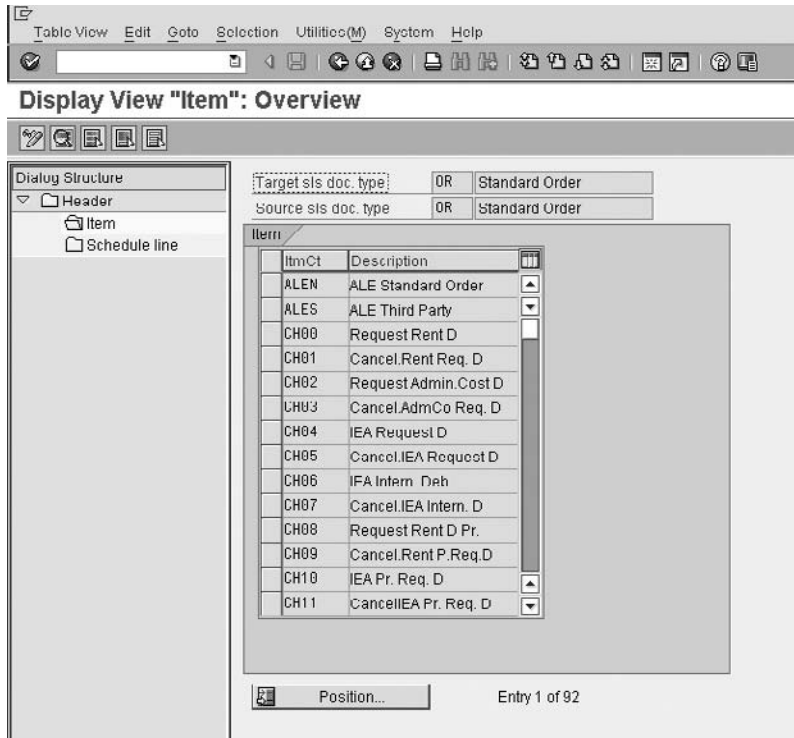 Table View Edit Goto Selection Utilities(M) System Help
Display View "Item": Overview
Dialog Structure
Header
Item
Schedule line
Target sls doc. type OR Standard Order
Source sls doc. type OR Standard Order
Item
ItmCt Description
ALEN ALE Standard Order
ALES ALE Third Party
CH00 Request Rent D
CH01 Cancel.Rent Req. D
CH02 Request Admin.Cost D
CH03 Cancel.AdmCo Req. D
CH04 IEA Request D
CH05 Cancel.IEA Request D
CH06 IEA Intern. Deb
CH07 Cancel.IEA Intern. D
CH08 Request Rent D Pr.
CH09 Cancel.Rent P.Req.D
CH10 IEA Pr. Req. D
CH11 CancelIEA Pr. Req. D
Position... Entry 1 of 92